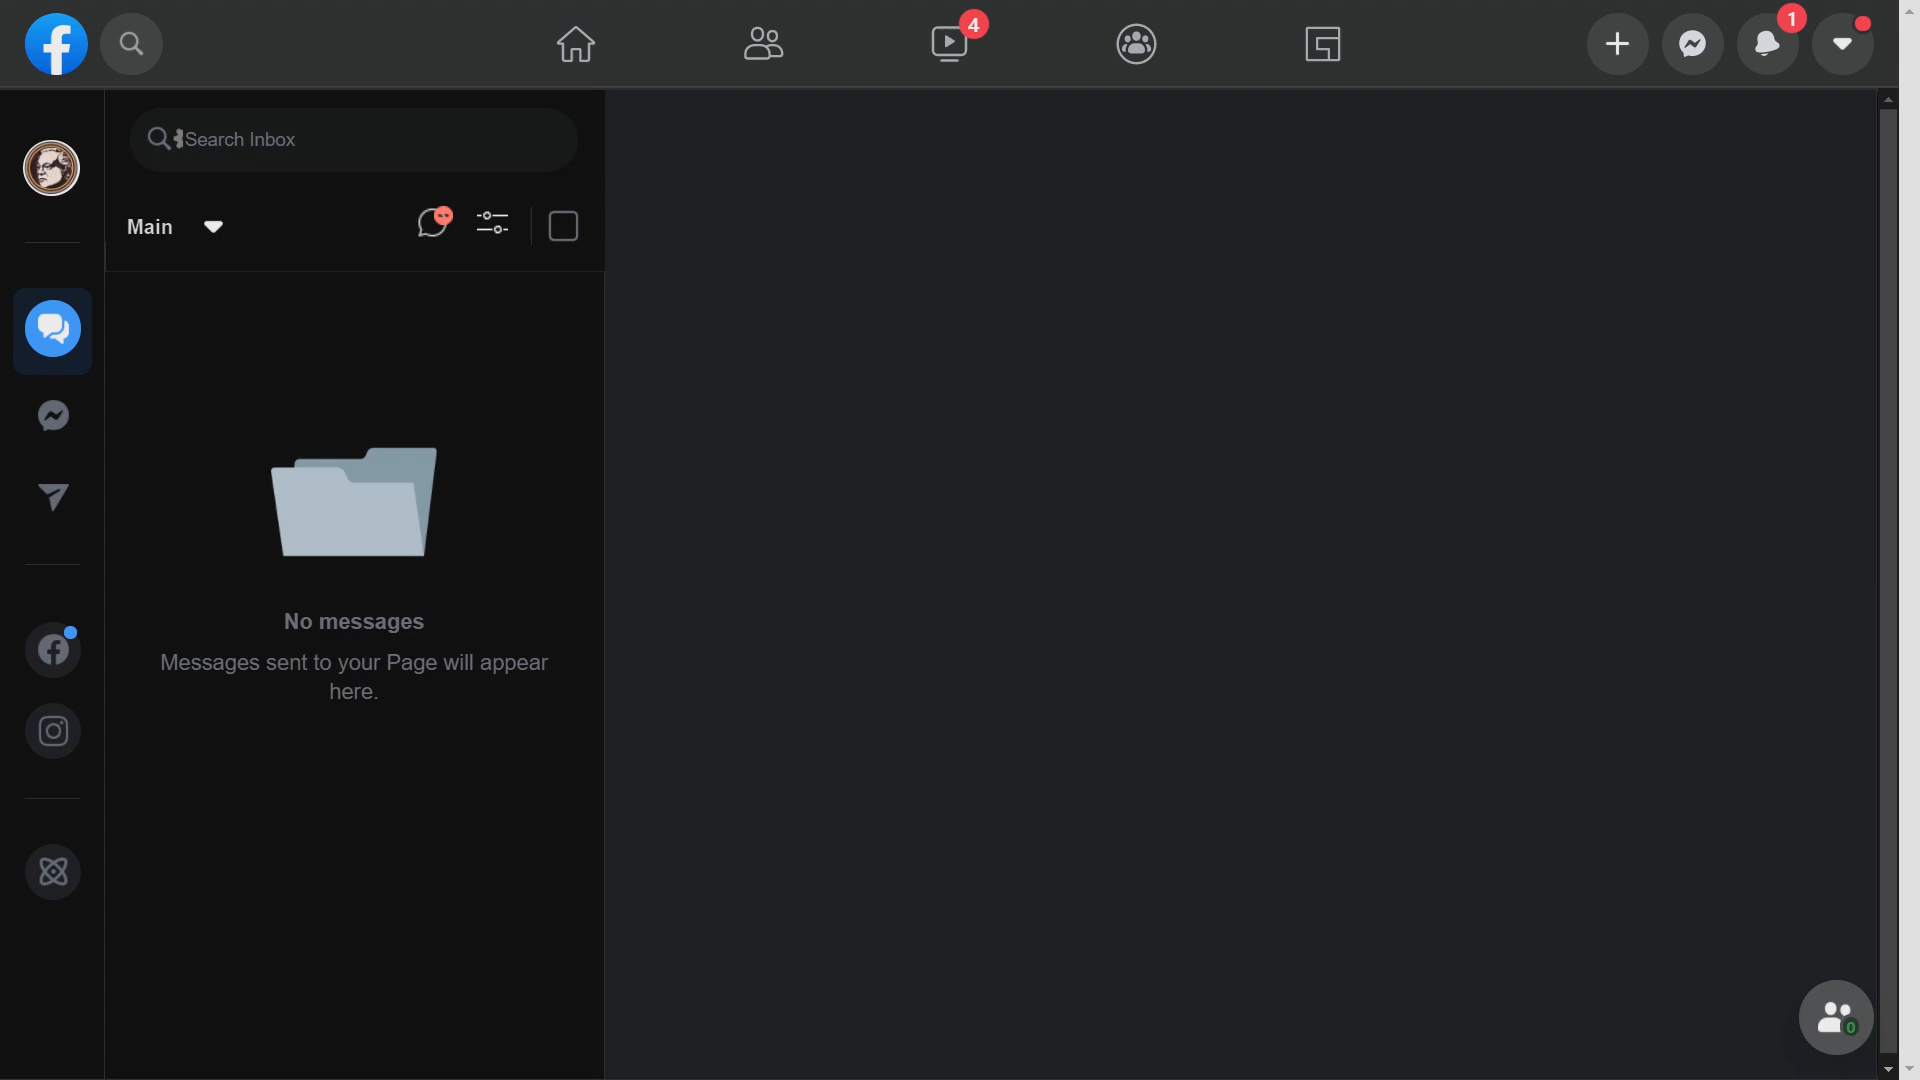 4
1
Search Inbox
Main
No messages
Messages sent to your Page will appear
here.
0